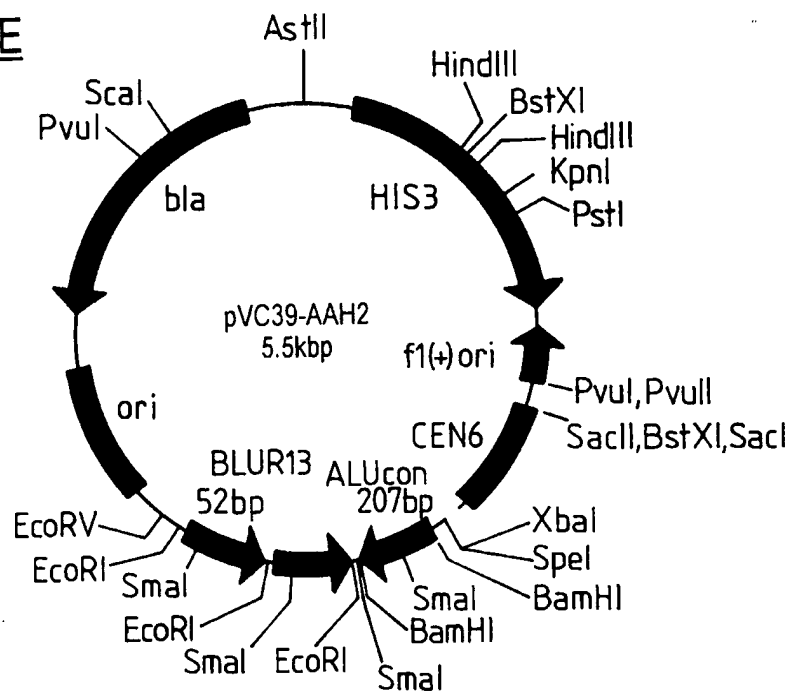 E
AstII
HindIII
BstXI
HindIII
KpnI
PstI
ScaI
PvuI
bla
HIS3
pVC39-AAH2
5.5kbp
f1(+)ori
PvuI,PvuII
SacII,BstXI,SacI
CEN6
ori
BLUR13
52bp
ALUcon
207bp
XbaI
SpeI
BamHI
EcoRV
EcoRI
SmaI
EcoRI
SmaI
EcoRI
SmaI
BamHI
SmaI